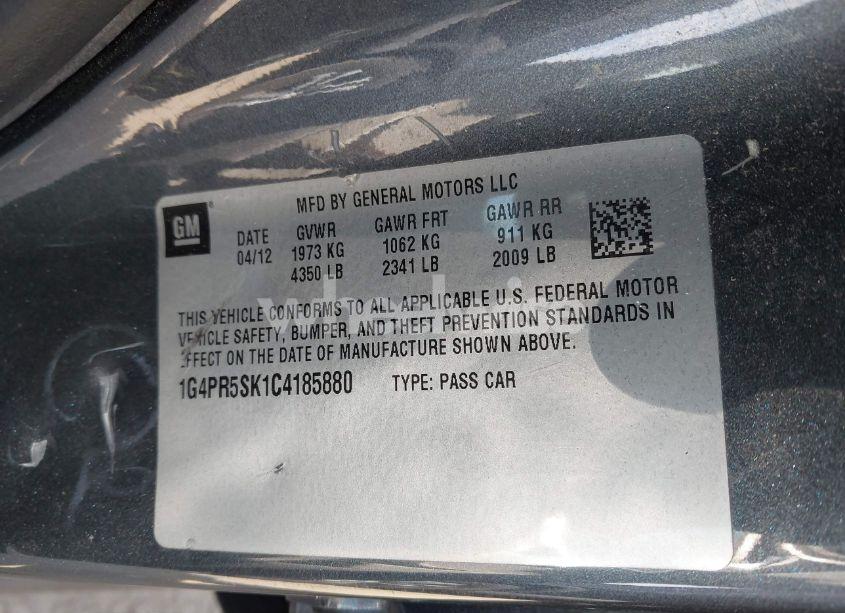 MFD BY GENERAL MOTORS LLC
GM
DATE GVWR GAWR FRT GAWR RR
04/12 1973 KG 1062 KG 911 KG
4350 LB 2341 LB 2009 LB
THIS VEHICLE CONFORMS TO ALL APPLICABLE U.S. FEDERAL MOTOR
VEHICLE SAFETY, BUMPER, AND THEFT PREVENTION STANDARDS IN
EFFECT ON THE DATE OF MANUFACTURE SHOWN ABOVE.
1G4PR5SK1C4185880 TYPE: PASS CAR